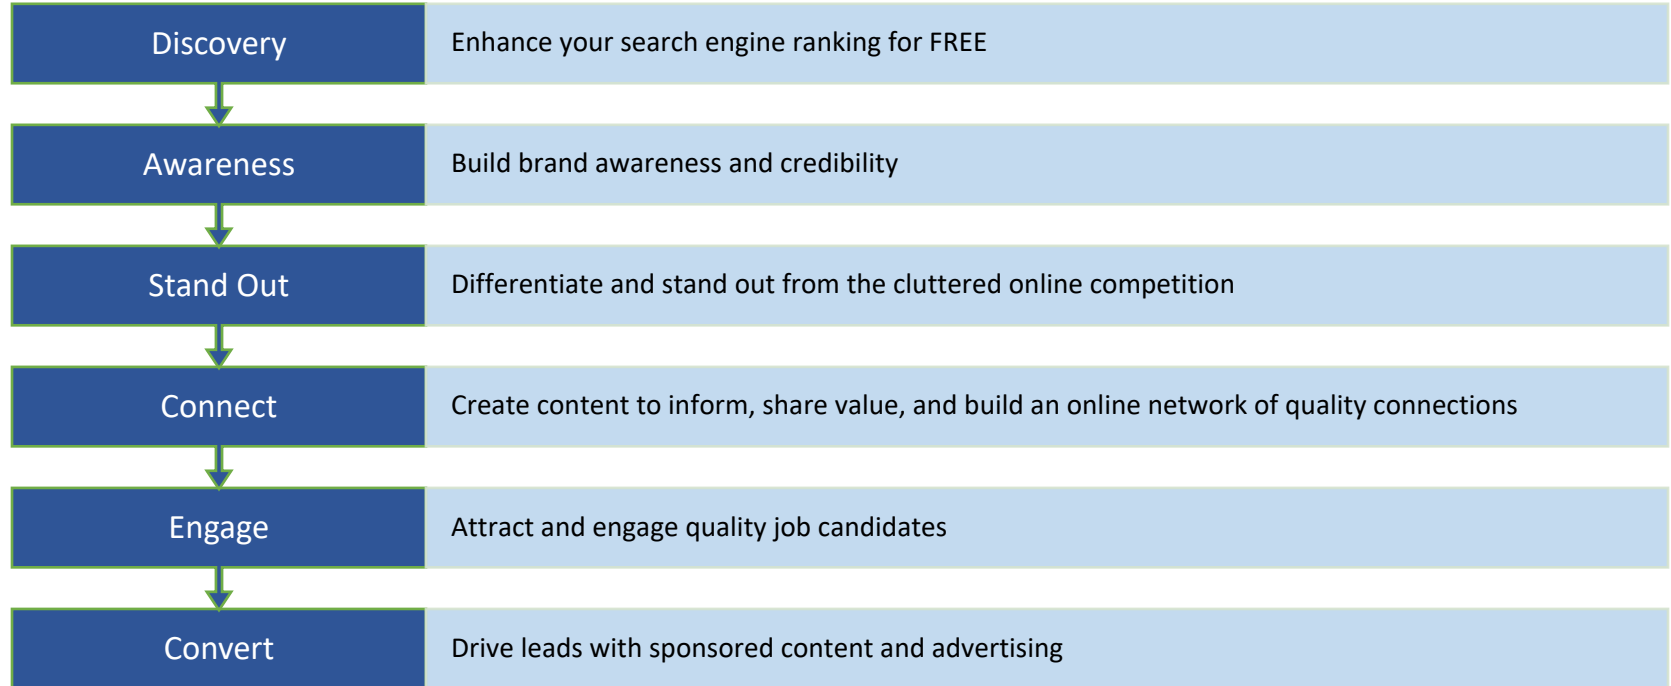 Discovery
Enhance your search engine ranking for FREE
Awareness
Build brand awareness and credibility
Stand Out
Differentiate and stand out from the cluttered online competition
Connect
Create content to inform, share value, and build an online network of quality connections
Engage
Attract and engage quality job candidates
Convert
Drive leads with sponsored content and advertising